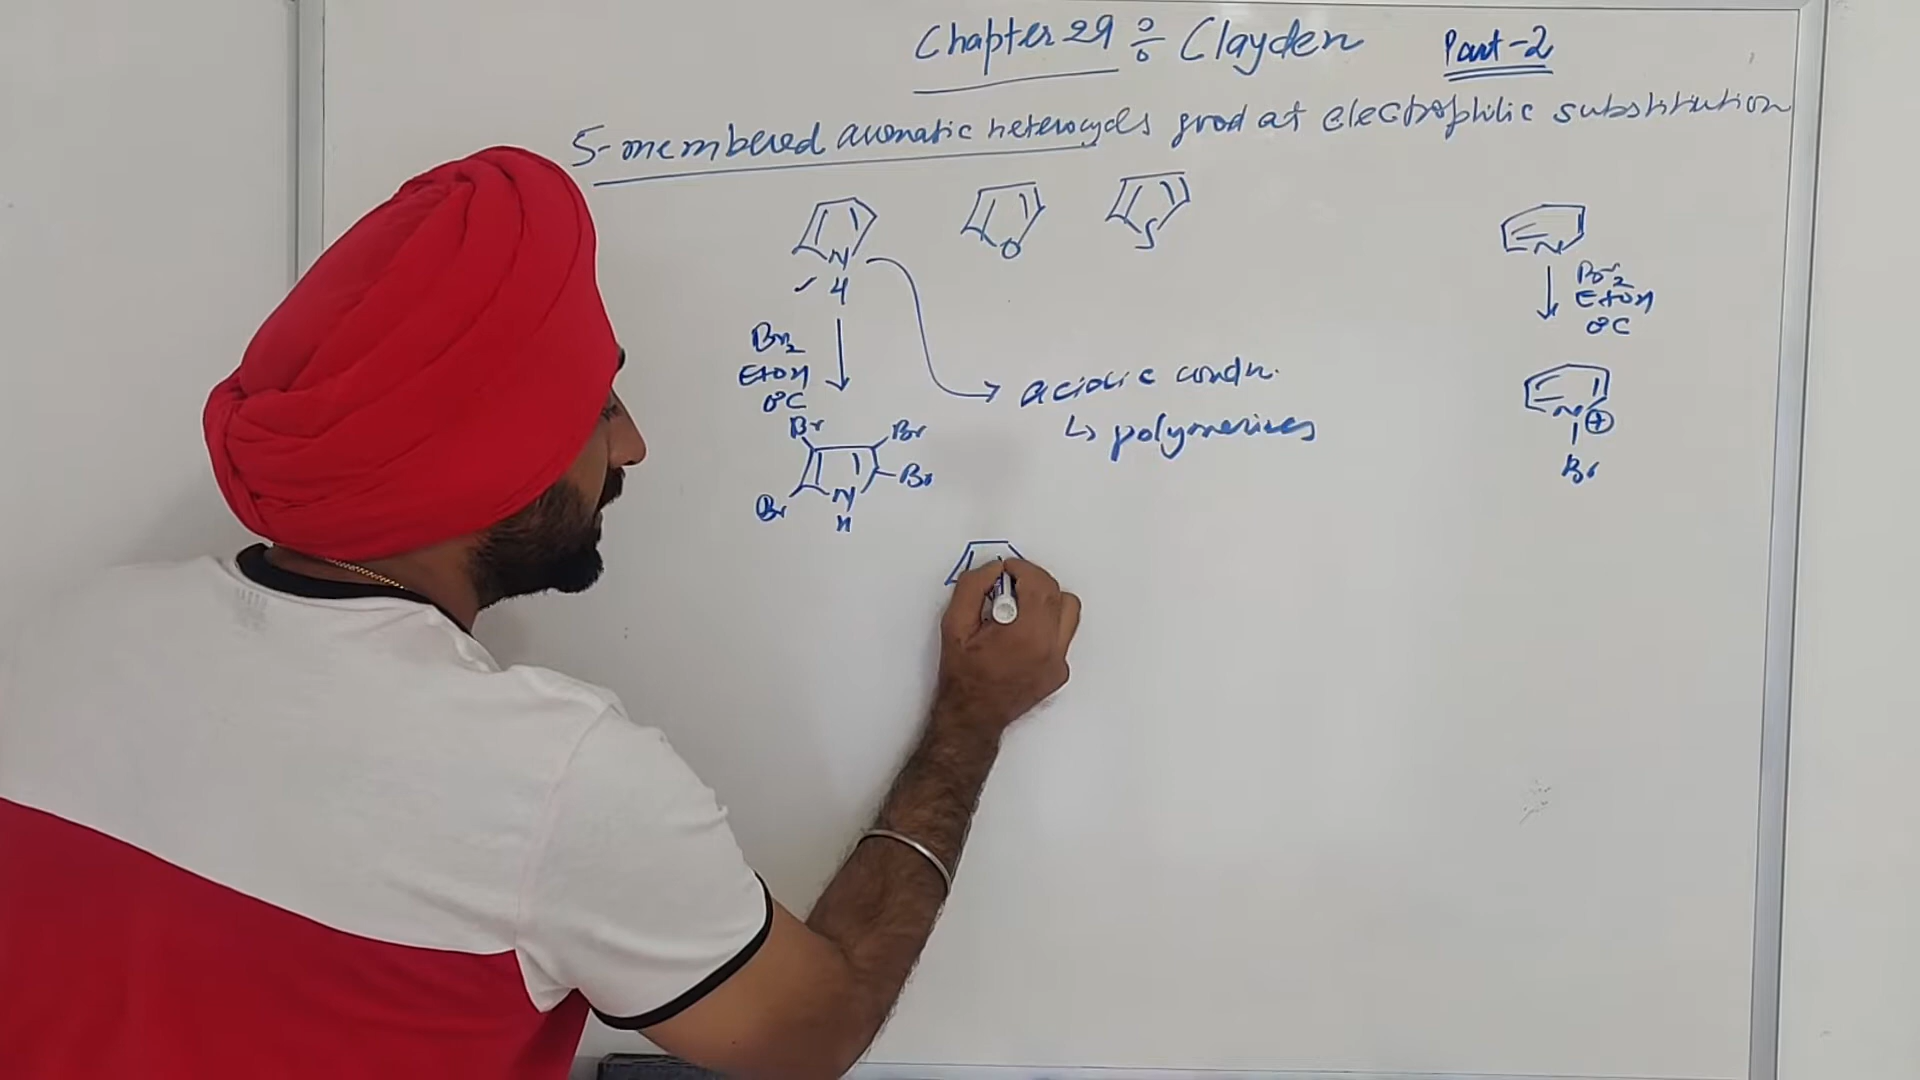 Chapter 29 ÷ Clayden Part-2
5-membered aromatic heterocycles good at electrophilic substitution
N
H
O
S
N
Br2
EtOH
0°C
Br2
EtOH
0°C
acidic condn.
↳ polymerises
Br Br
Br
Br
N
H
N
+
Br